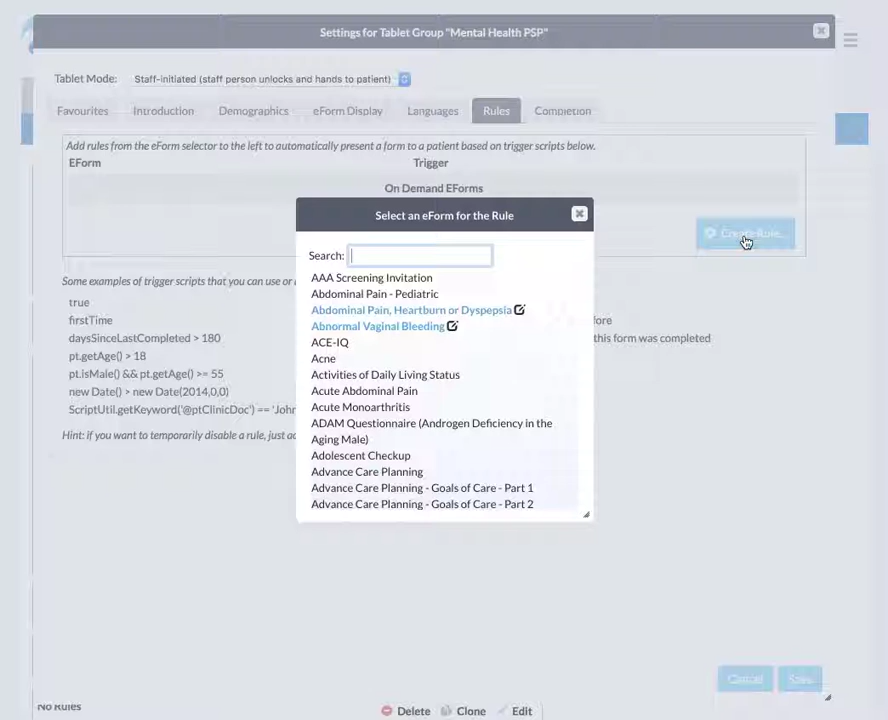 Settings for Tablet Group "Mental Health PSP"
Tablet Mode: Staff-initiated (staff person unlocks and hands to patient)
Favourites Introduction Demographics eForm Display Languages Rules Completion
Add rules from the eForm selector to the left to automatically present a form to a patient based on trigger scripts below.
EForm Trigger
On Demand EForms
Select an eForm for the Rule
Create Rule...
Search:
AAA Screening Invitation
Abdominal Pain - Pediatric
Abdominal Pain, Heartburn or Dyspepsia
Abnormal Vaginal Bleeding
ACE-IQ
Acne
Activities of Daily Living Status
Acute Abdominal Pain
Acute Monoarthritis
ADAM Questionnaire (Androgen Deficiency in the
Aging Male)
Adolescent Checkup
Advance Care Planning
Advance Care Planning - Goals of Care - Part 1
Advance Care Planning - Goals of Care - Part 2
Some examples of trigger scripts that you can use or
true
firstTime
daysSinceLastCompleted > 180 this form was completed
pt.getAge() > 18
pt.isMale() && pt.getAge() >= 55
new Date() > new Date(2014,0,0)
ScriptUtil.getKeyword('@ptClinicDoc') == 'John
Hint: if you want to temporarily disable a rule, just
Cancel Save
No Rules Delete Clone Edit